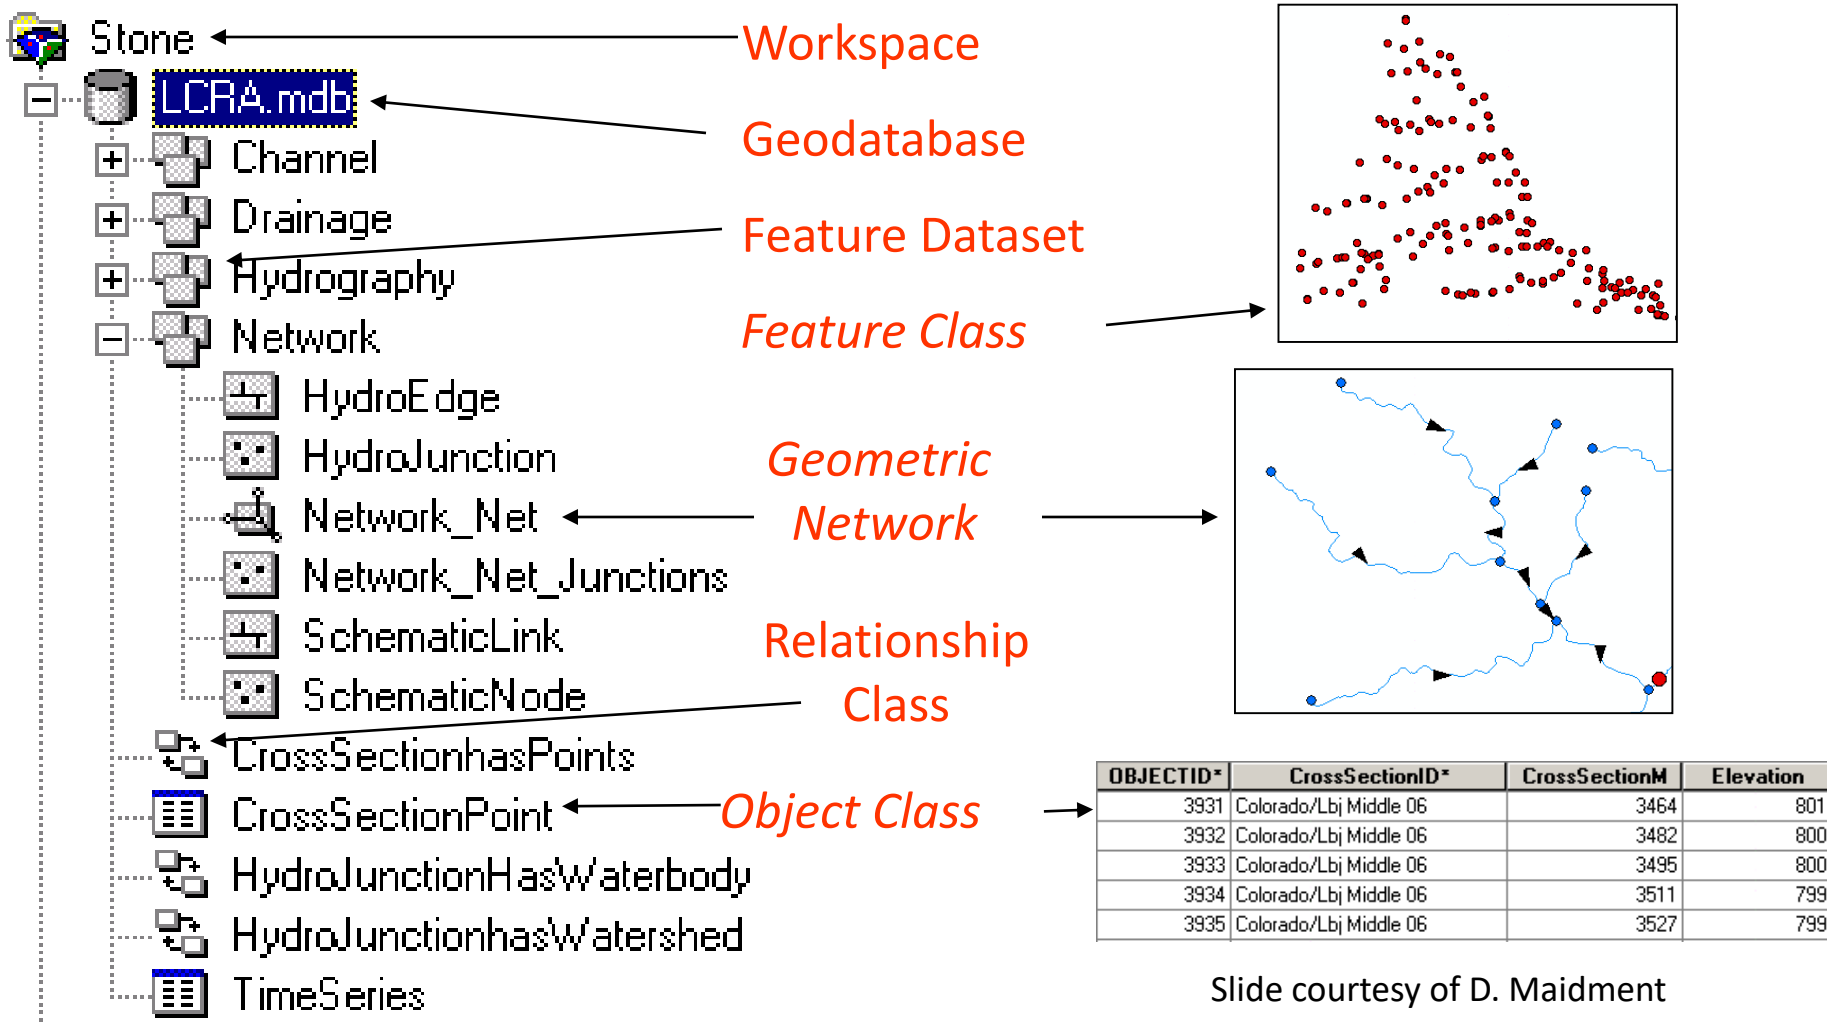 Stone
LCRA.mdb
Channel
Drainage
Hydrography
Network
HydroEdge
HydroJunction
Network_Net
Network_Net_Junctions
SchematicLink
SchematicNode
CrossSectionhasPoints
CrossSectionPoint
HydroJunctionHasWaterbody
HydroJunctionhasWatershed
TimeSeries
Workspace
Geodatabase
Feature Dataset
Feature Class
Geometric
Network
Relationship
Class
Object Class
OBJECTID* CrossSectionID* CrossSectionM Elevation
3931 Colorado/Lbj Middle 06 3464 801
3932 Colorado/Lbj Middle 06 3482 800
3933 Colorado/Lbj Middle 06 3495 800
3934 Colorado/Lbj Middle 06 3511 799
3935 Colorado/Lbj Middle 06 3527 799
Slide courtesy of D. Maidment